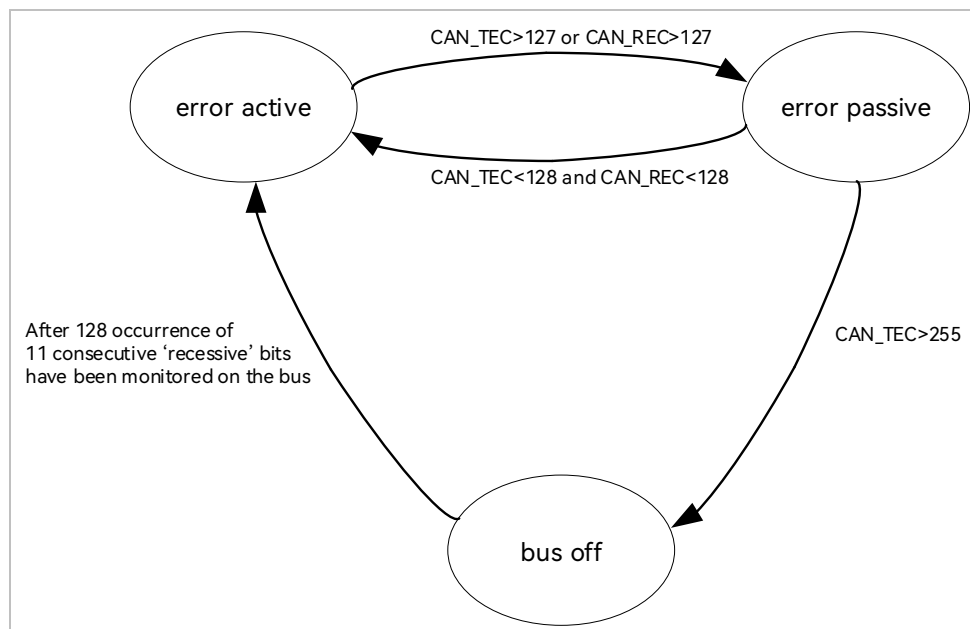 CAN_TEC>127 or CAN_REC>127
error active
error passive
CAN_TEC<128 and CAN_REC<128
After 128 occurrence of
11 consecutive ‘recessive’ bits
have been monitored on the bus
CAN_TEC>255
bus off